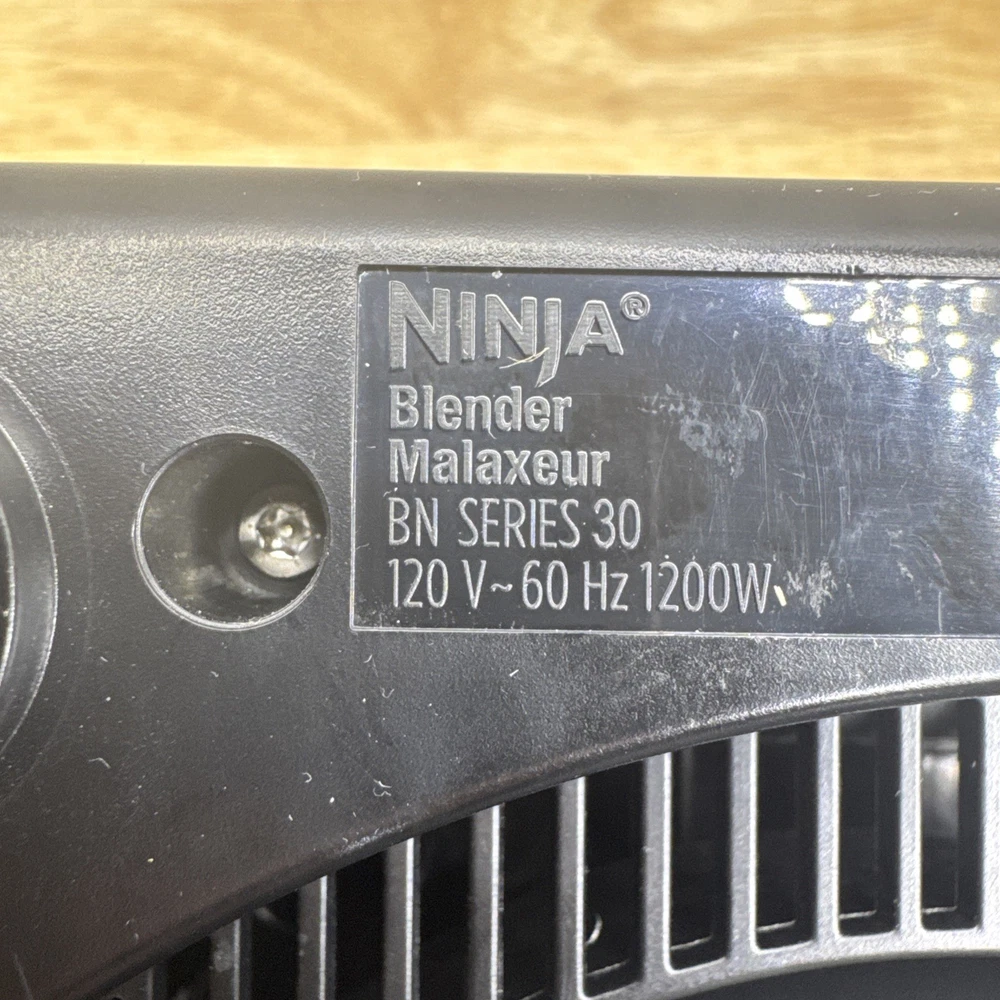 NINJA®
Blender
Malaxeur
BN SERIES 30
120 V~60 Hz 1200W